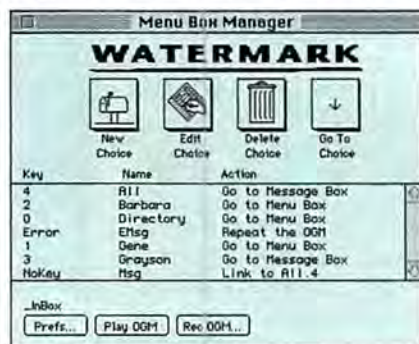 Menu Box Manager
WATERMARK
New Choice
Edit Choice
Delete Choice
Go To Choice
Key Name Action
4 All Go to Message Box
2 Barbara Go to Menu Box
0 Directory Go to Menu Box
Error EMsg Repeat the OGM
1 Gene Go to Menu Box
3 Grayson Go to Message Box
NoKey Msg Link to All.4
_InBox
Prefs... Play OGM Rec OGM...